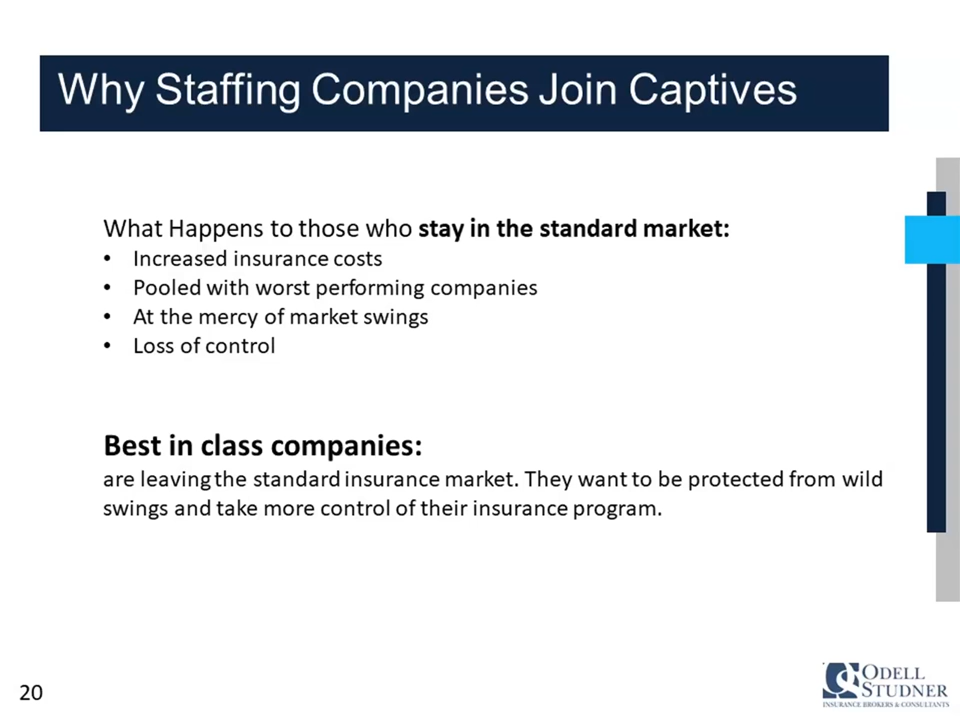 Why Staffing Companies Join Captives
What Happens to those who stay in the standard market:
• Increased insurance costs
• Pooled with worst performing companies
• At the mercy of market swings
• Loss of control
Best in class companies:
are leaving the standard insurance market. They want to be protected from wild
swings and take more control of their insurance program.
20
ODELL
STUDNER
INSURANCE BROKERS & CONSULTANTS